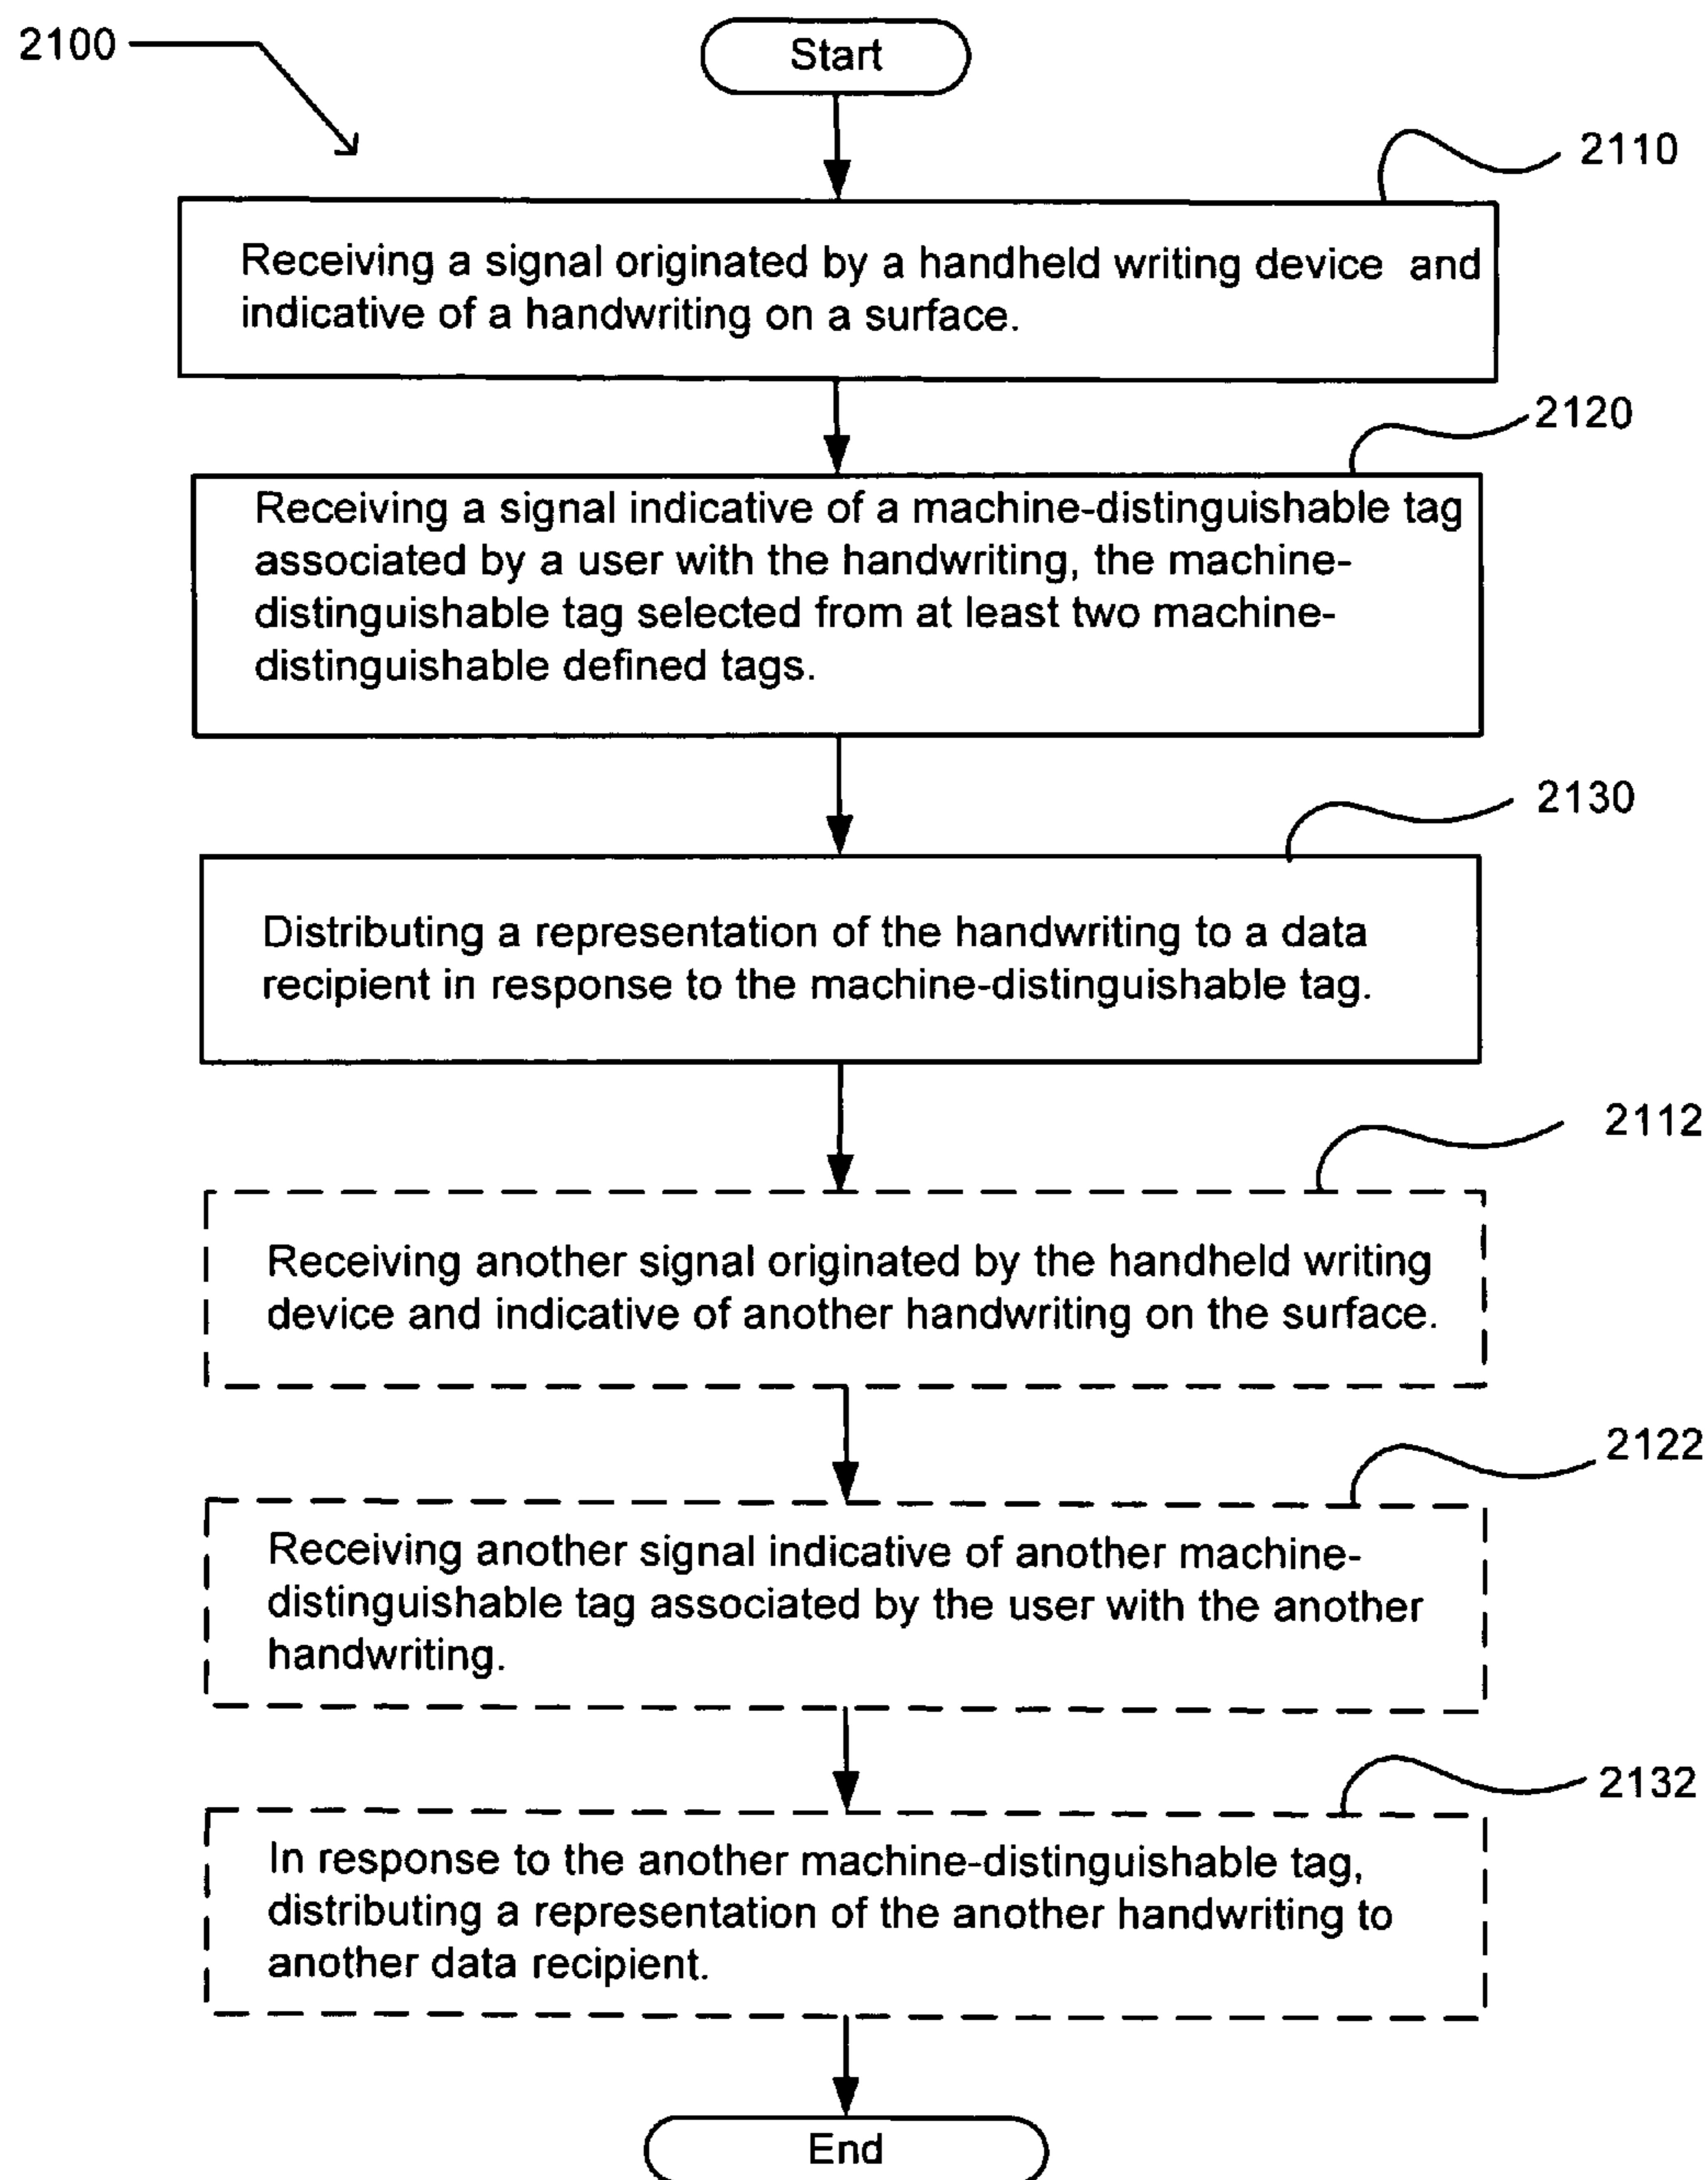 2100
Start
2110
Receiving a signal originated by a handheld writing device and
indicative of a handwriting on a surface.
2120
Receiving a signal indicative of a machine-distinguishable tag
associated by a user with the handwriting, the machine-
distinguishable tag selected from at least two machine-
distinguishable defined tags.
2130
Distributing a representation of the handwriting to a data
recipient in response to the machine-distinguishable tag.
2112
Receiving another signal originated by the handheld writing
device and indicative of another handwriting on the surface.
2122
Receiving another signal indicative of another machine-
distinguishable tag associated by the user with the another
handwriting.
2132
In response to the another machine-distinguishable tag,
distributing a representation of the another handwriting to
another data recipient.
End